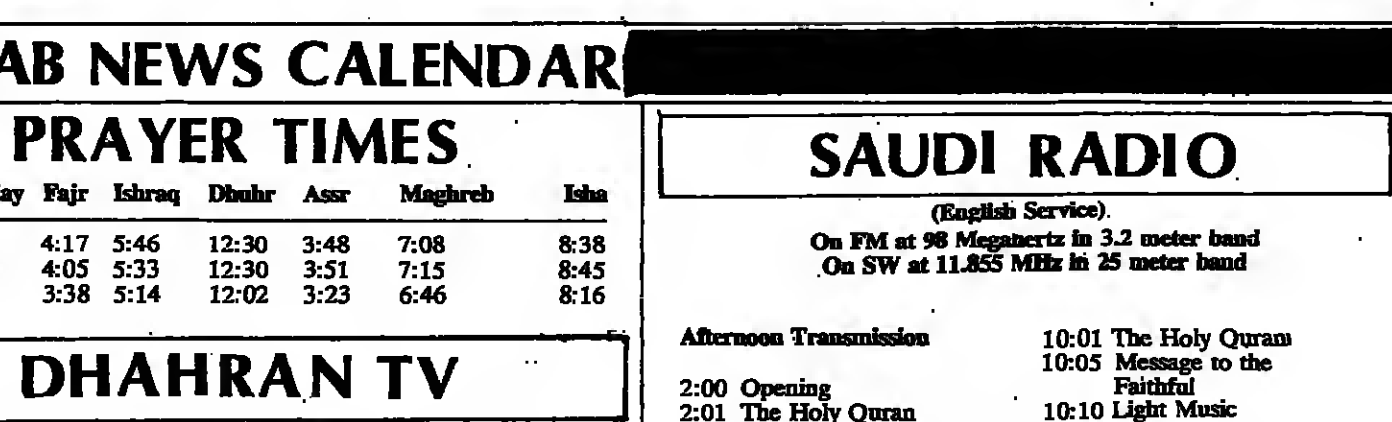 AB NEWS CALENDAR
PRAYER TIMES
ay Fajr Ishraq Dhuhr Assr Maghreb Isha
4:17 5:46 12:30 3:48 7:08 8:38
4:05 5:33 12:30 3:51 7:15 8:45
3:38 5:14 12:02 3:23 6:46 8:16
DHAHRAN TV
SAUDI RADIO
(English Service).
On FM at 98 Megahertz in 3.2 meter band
On SW at 11.855 MHz in 25 meter band
Afternoon Transmission
2:00 Opening
2:01 The Holy Quran
10:01 The Holy Quran
10:05 Message to the
Faithful
10:10 Light Music